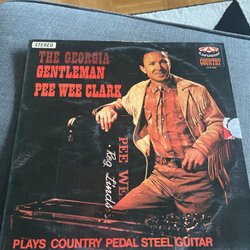 STEREO
THE GEORGIA
GENTLEMAN
PEE WEE CLARK
COUNTRY
PEE WEE
PLAYS COUNTRY PEDAL STEEL GUITAR